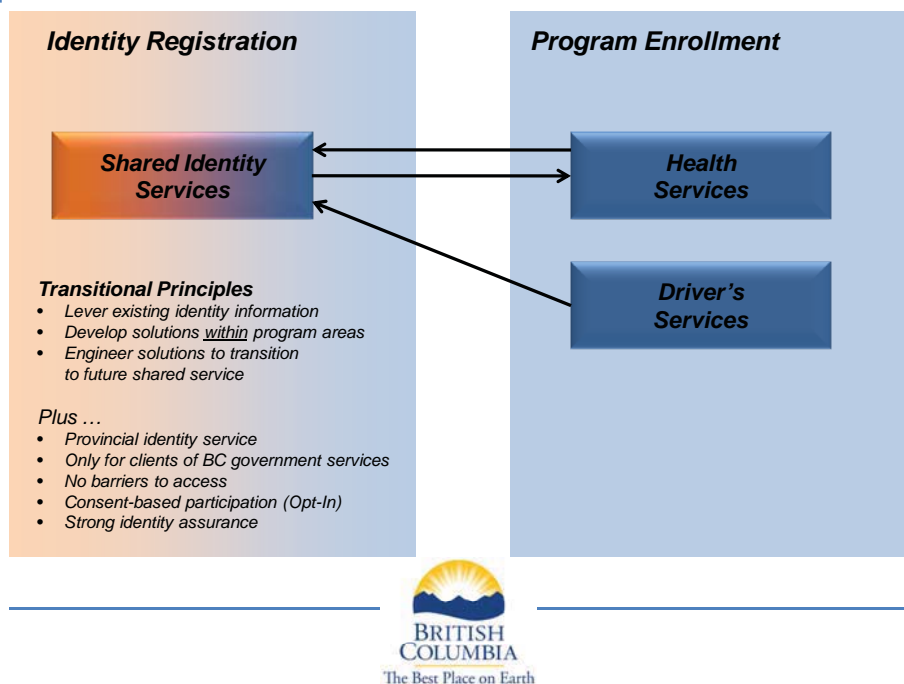 Identity Registration
Shared Identity
Services
Transitional Principles
• Lever existing identity information
• Develop solutions within program areas
• Engineer solutions to transition
to future shared service
Plus …
• Provincial identity service
• Only for clients of BC government services
• No barriers to access
• Consent-based participation (Opt-In)
• Strong identity assurance
Program Enrollment
Health
Services
Driver’s
Services
BRITISH
COLUMBIA
The Best Place on Earth